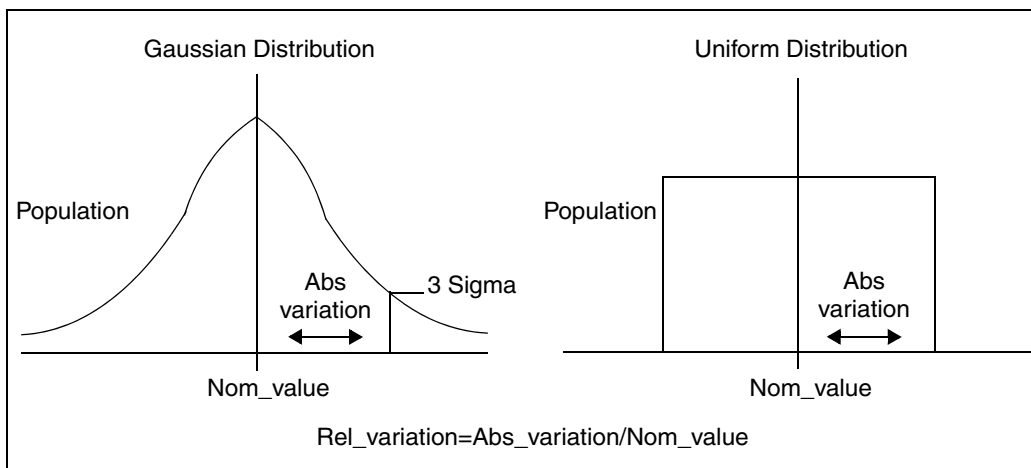 Gaussian Distribution
Population
Abs
variation
3 Sigma
Nom_value
Uniform Distribution
Population
Abs
variation
Nom_value
Rel_variation=Abs_variation/Nom_value